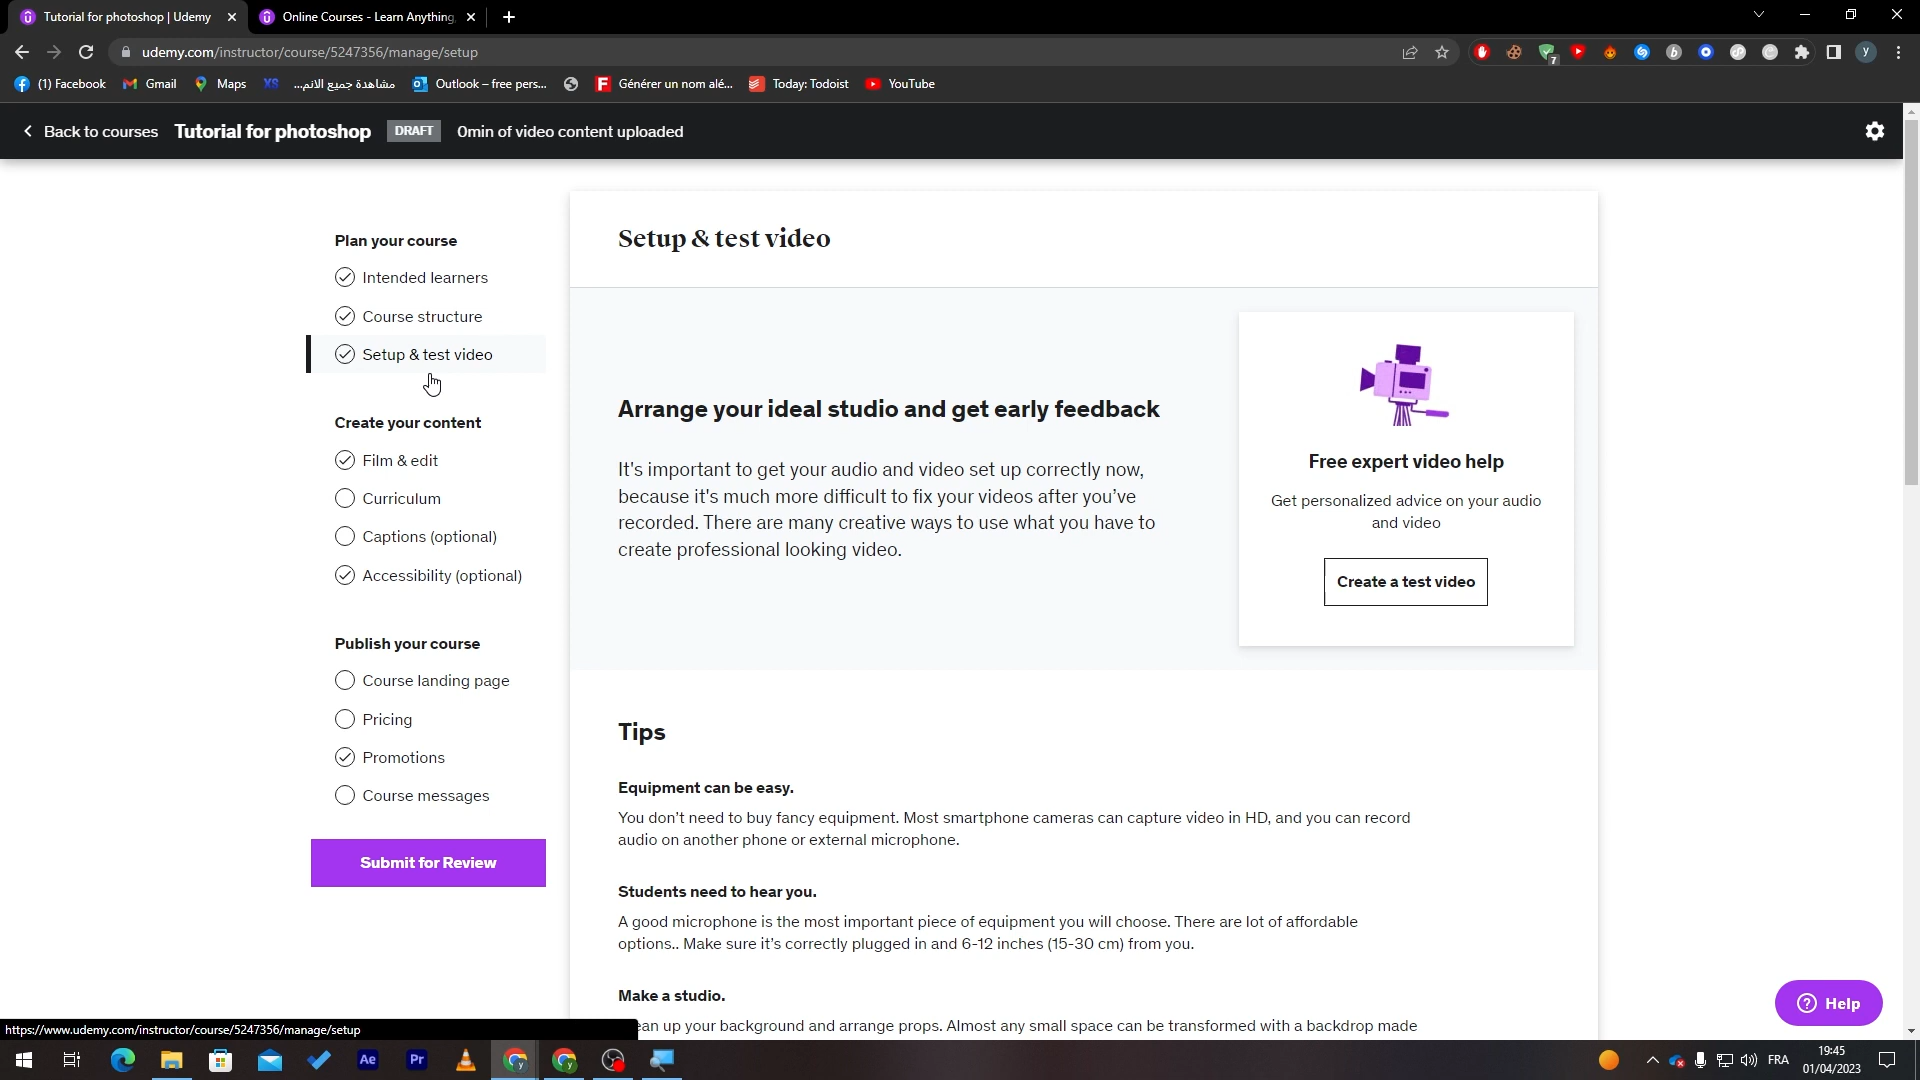 Tutorial for photoshop | Udemy
Online Courses - Learn Anything
udemy.com/instructor/course/5247356/manage/setup
7
y
(1) Facebook
Gmail
Maps
XS
مشاهدة جميع الانم...
Outlook – free pers...
Générer un nom alé...
Today: Todoist
YouTube
Back to courses
Tutorial for photoshop
DRAFT
0min of video content uploaded
Plan your course
Intended learners
Course structure
Setup & test video
Create your content
Film & edit
Curriculum
Captions (optional)
Accessibility (optional)
Publish your course
Course landing page
Pricing
Promotions
Course messages
Submit for Review
Setup & test video
Arrange your ideal studio and get early feedback
It's important to get your audio and video set up correctly now,
because it's much more difficult to fix your videos after you've
recorded. There are many creative ways to use what you have to
create professional looking video.
Free expert video help
Get personalized advice on your audio
and video
Create a test video
Tips
Equipment can be easy.
You don't need to buy fancy equipment. Most smartphone cameras can capture video in HD, and you can record
audio on another phone or external microphone.
Students need to hear you.
A good microphone is the most important piece of equipment you will choose. There are lot of affordable
options.. Make sure it's correctly plugged in and 6-12 inches (15-30 cm) from you.
Make a studio.
ean up your background and arrange props. Almost any small space can be transformed with a backdrop made
Help
https://www.udemy.com/instructor/course/5247356/manage/setup
Ae
Pr
FRA
19:45
01/04/2023